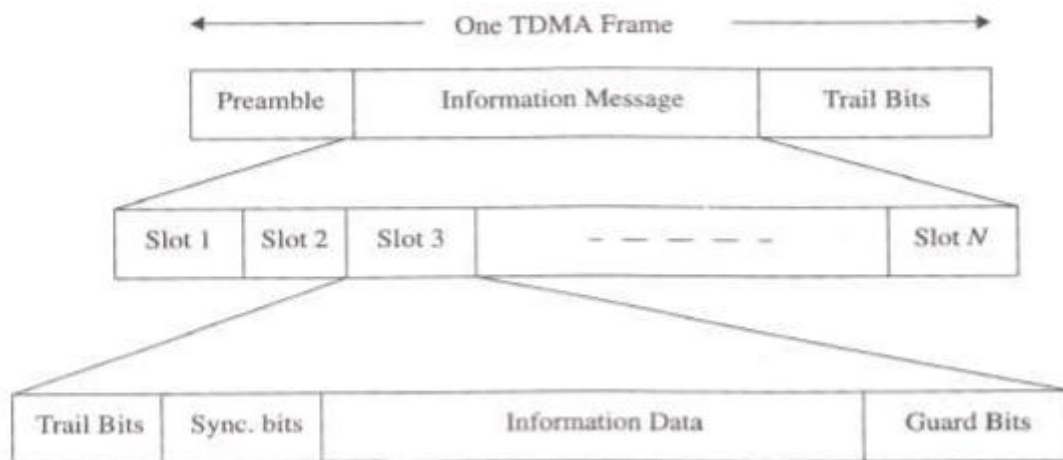 One TDMA Frame
Preamble Information Message Trail Bits
Slot 1 Slot 2 Slot 3 Slot N
Trail Bits Sync. bits Information Data Guard Bits